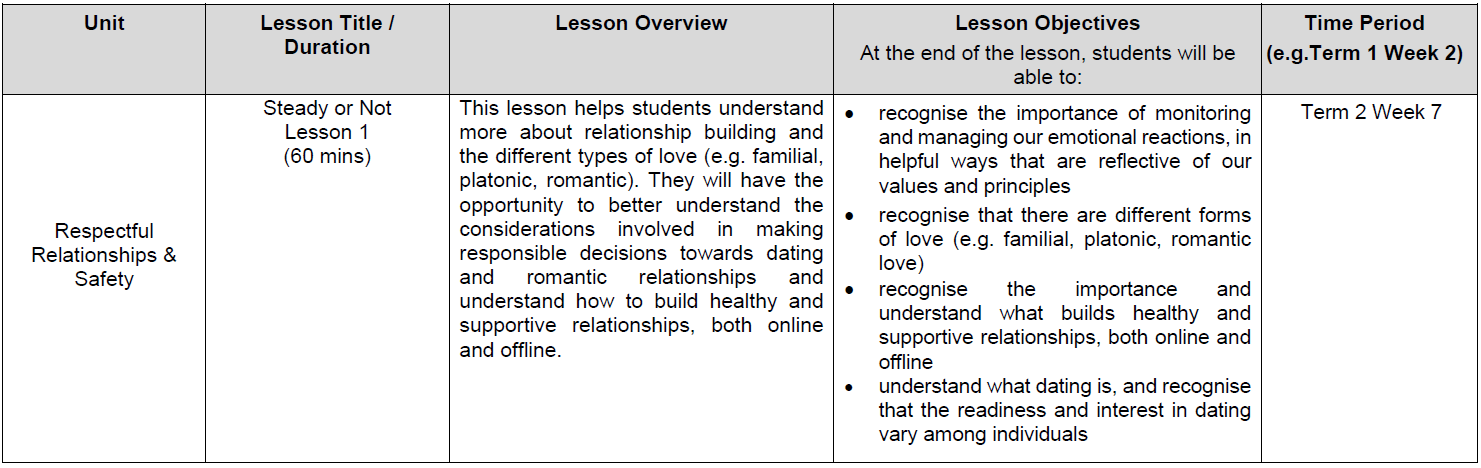 Unit
Lesson Title /
Duration
Lesson Overview
Lesson Objectives
At the end of the lesson, students will be
able to:
Time Period
(e.g.Term 1 Week 2)
Respectful
Relationships &
Safety
Steady or Not
Lesson 1
(60 mins)
This lesson helps students understand
more about relationship building and
the different types of love (e.g. familial,
platonic, romantic). They will have the
opportunity to better understand the
considerations involved in making
responsible decisions towards dating
and romantic relationships and
understand how to build healthy and
supportive relationships, both online
and offline.
• recognise the importance of monitoring
and managing our emotional reactions, in
helpful ways that are reflective of our
values and principles
• recognise that there are different forms
of love (e.g. familial, platonic, romantic
love)
• recognise the importance and
understand what builds healthy and
supportive relationships, both online and
offline
• understand what dating is, and recognise
that the readiness and interest in dating
vary among individuals
Term 2 Week 7